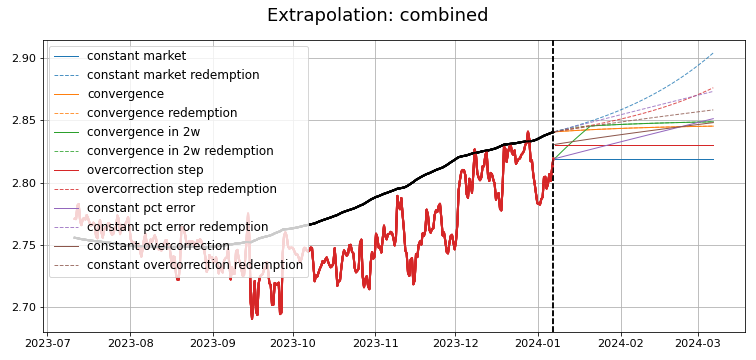 Extrapolation: combined
2.90
2.85
2.80
2.75
2.70
constant market
constant market redemption
convergence
convergence redemption
convergence in 2w
convergence in 2w redemption
overcorrection step
overcorrection step redemption
constant pct error
constant pct error redemption
constant overcorrection
constant overcorrection redemption
2023-07 2023-08 2023-09 2023-10 2023-11 2023-12 2024-01 2024-02 2024-03